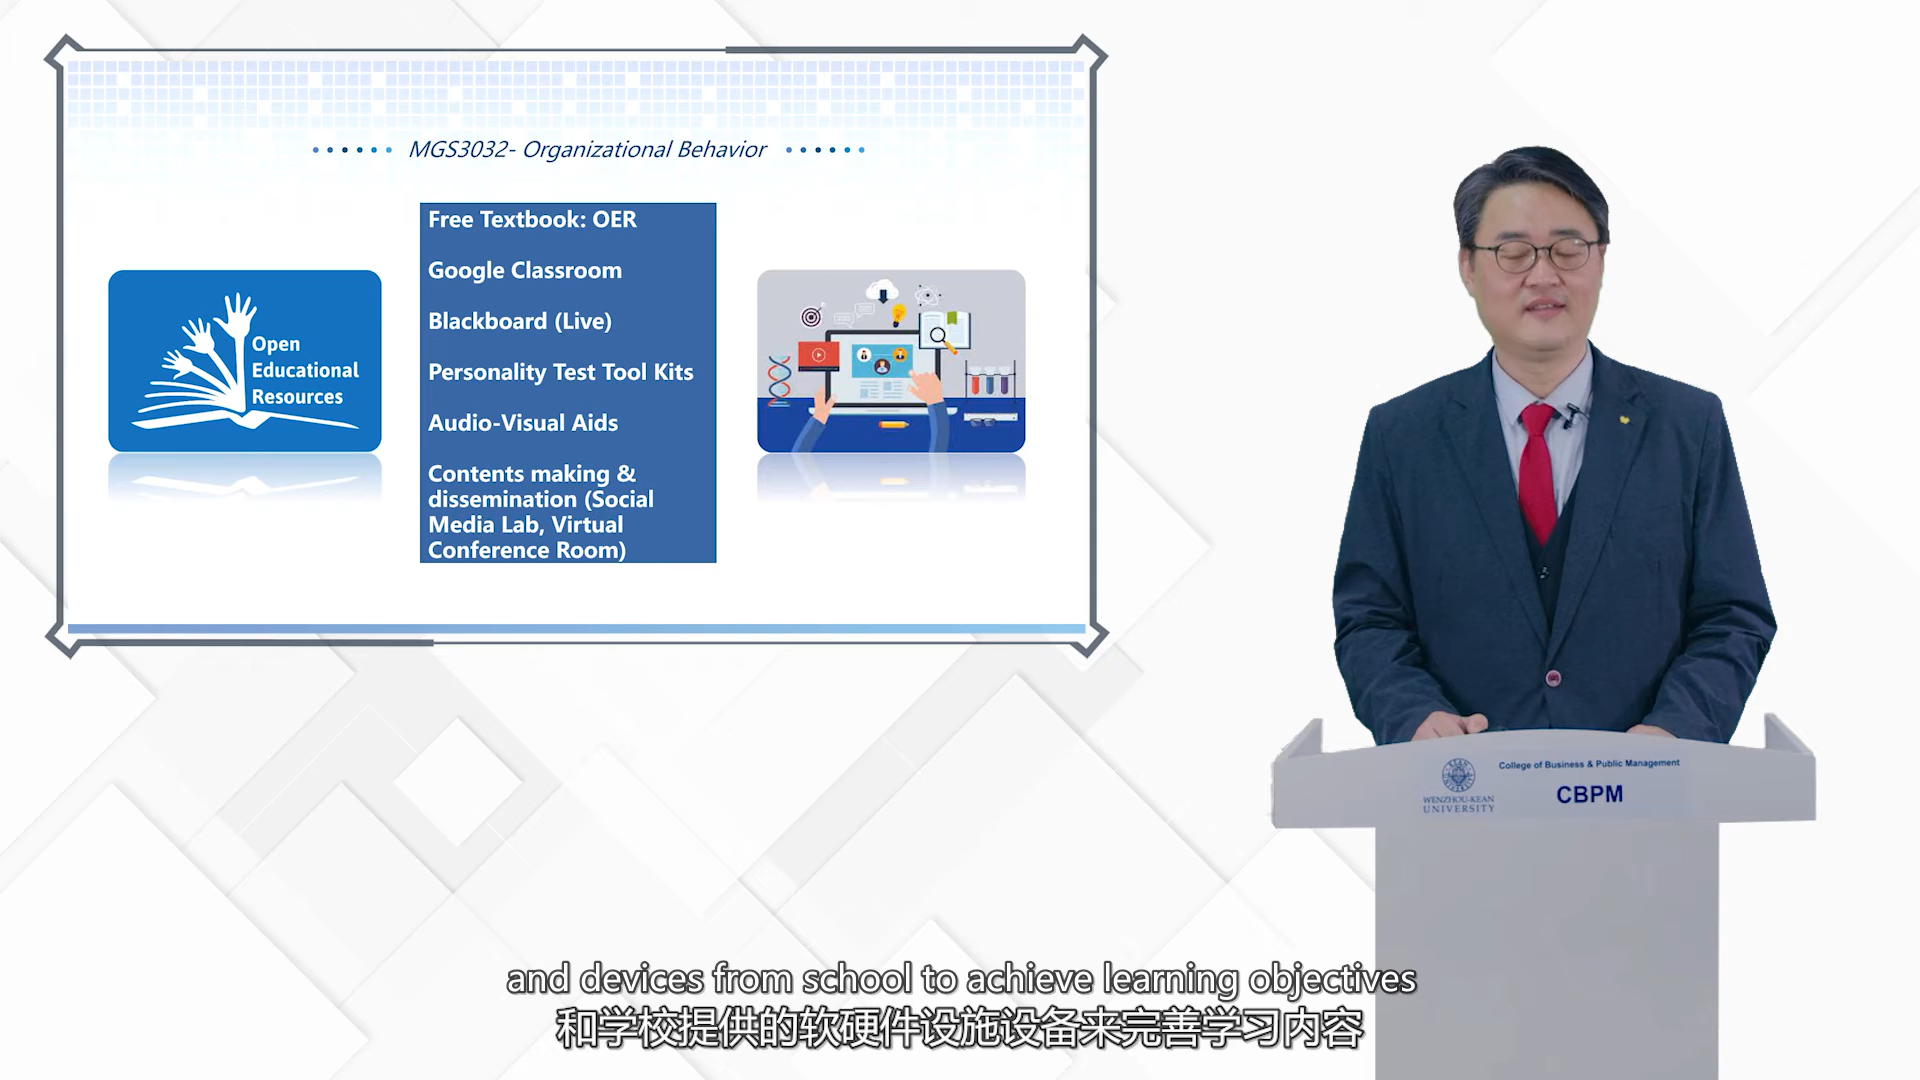 MGS3032- Organizational Behavior
Free Textbook: OER
Google Classroom
Blackboard (Live)
Personality Test Tool Kits
Audio-Visual Aids
Contents making &
dissemination (Social
Media Lab, Virtual
Conference Room)
Open
Educational
Resources
College of Business & Public Management
CBPM
WENZHOU-KEAN
UNIVERSITY
and devices from school to achieve learning objectives
和学校提供的软硬件设施设备来完善学习内容